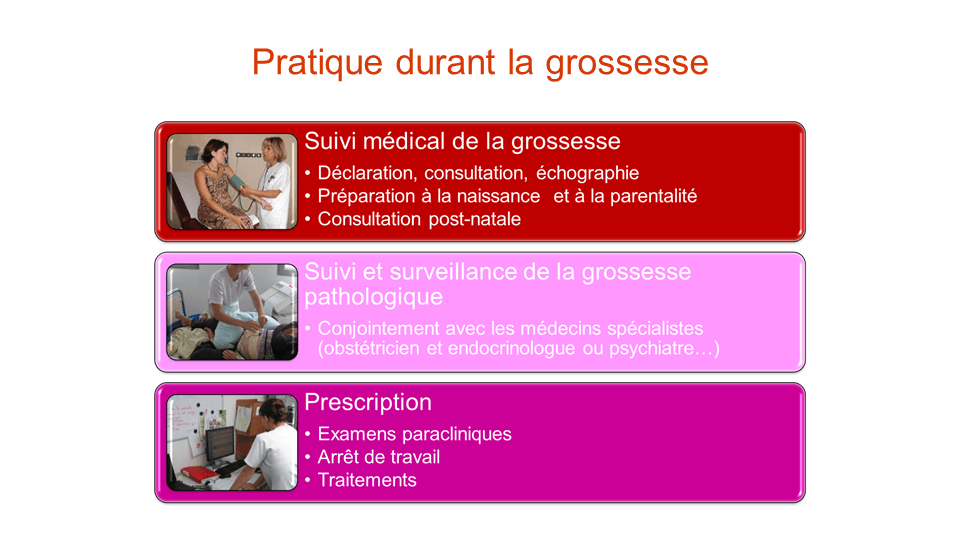 Pratique durant la grossesse
Suivi médical de la grossesse
• Déclaration, consultation, échographie
• Préparation à la naissance et à la parentalité
• Consultation post-natale
Suivi et surveillance de la grossesse
pathologique
• Conjointement avec les médecins spécialistes
(obstétricien et endocrinologue ou psychiatre…)
Prescription
• Examens paracliniques
• Arrêt de travail
• Traitements